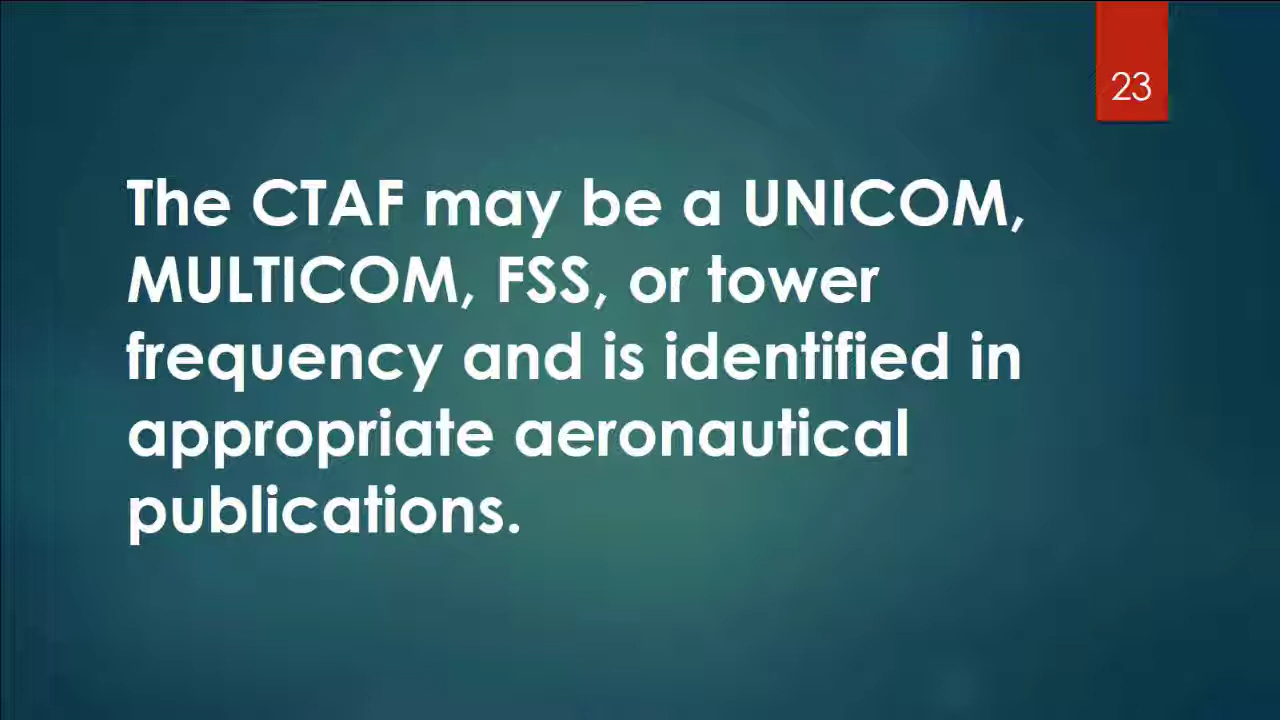 23
The CTAF may be a UNICOM,
MULTICOM, FSS, or tower
frequency and is identified in
appropriate aeronautical
publications.